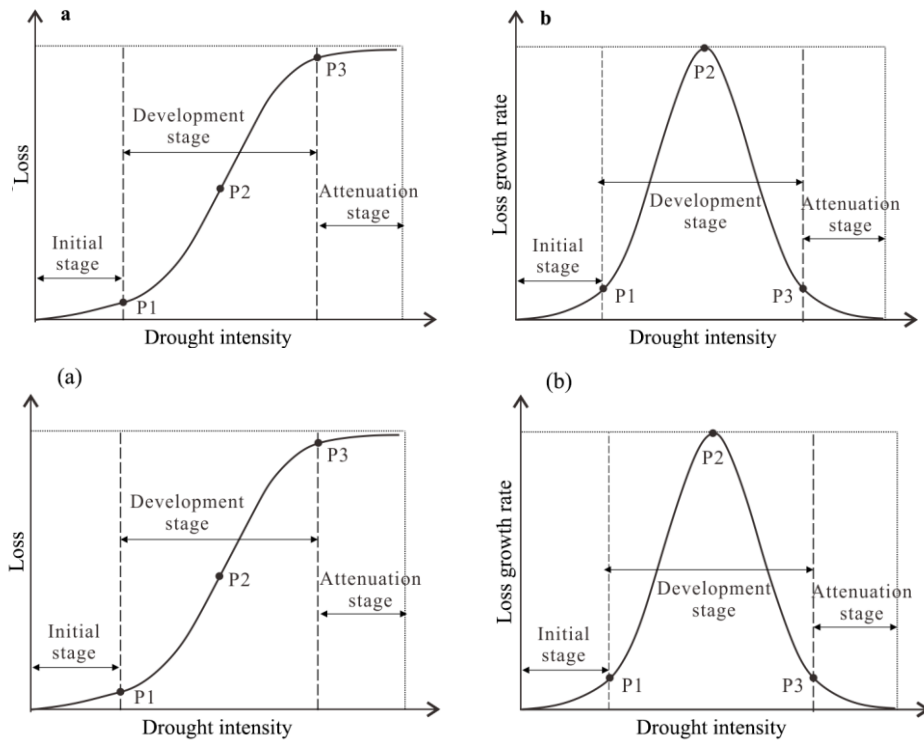 a
Loss
Development
stage
P3
P2
Attenuation
stage
Initial
stage
P1
Drought intensity
b
Loss growth rate
P2
Development
stage
Attenuation
stage
Initial
stage
P1
P3
Drought intensity
(a)
Loss
Development
stage
P3
P2
Attenuation
stage
Initial
stage
P1
Drought intensity
(b)
Loss growth rate
P2
Development
stage
Attenuation
stage
Initial
stage
P1
P3
Drought intensity